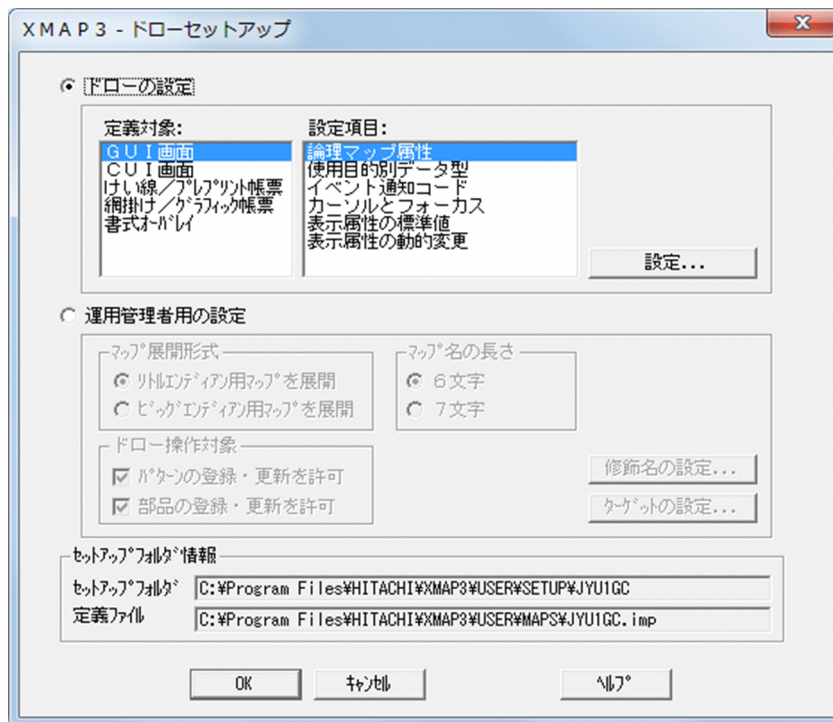 ＸＭＡＰ３ - ドローセットアップ
ドローの設定
定義対象:
設定項目:
ＧＵＩ画面
ＣＵＩ画面
けい線／ﾌﾟﾚﾌﾟﾘﾝﾄ帳票
網掛け／ｸﾞﾗﾌｨｯｸ帳票
書式ｵｰﾊﾞﾚｲ
論理マップ属性
使用目的別データ型
イベント通知コード
カーソルとフォーカス
表示属性の標準値
表示属性の動的変更
設定...
運用管理者用の設定
ﾏｯﾌﾟ展開形式
ﾘﾄﾙｴﾝﾃﾞｨｱﾝ用ﾏｯﾌﾟを展開
ﾋﾞｯｸﾞｴﾝﾃﾞｨｱﾝ用ﾏｯﾌﾟを展開
ﾏｯﾌﾟ名の長さ
６文字
７文字
ドロー操作対象
ﾊﾟﾀｰﾝの登録・更新を許可
部品の登録・更新を許可
修飾名の設定...
ﾀｰｹﾞｯﾄの設定...
ｾｯﾄｱｯﾌﾟﾌｫﾙﾀﾞ情報
ｾｯﾄｱｯﾌﾟﾌｫﾙﾀﾞ C:¥Program Files¥HITACHI¥XMAP3¥USER¥SETUP¥JYU1GC
定義ﾌｧｲﾙ C:¥Program Files¥HITACHI¥XMAP3¥USER¥MAPS¥JYU1GC.imp
OK ｷｬﾝｾﾙ ﾍﾙﾌﾟ